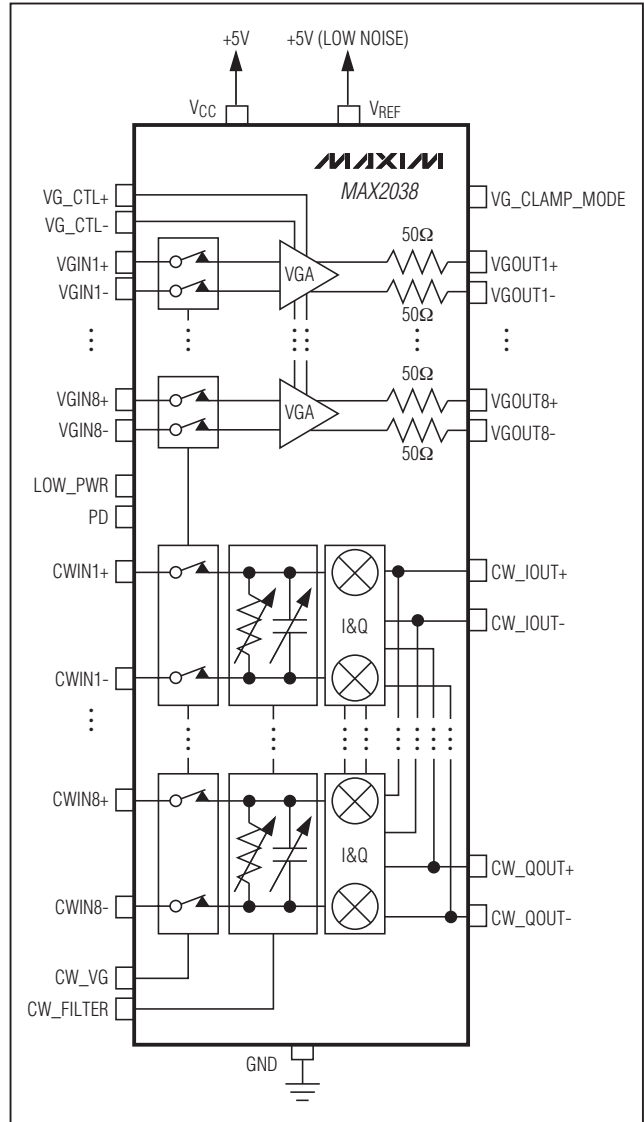 +5V +5V (LOW NOISE)
VCC VREF
MAXIM
MAX2038
VG_CTL+ VG_CLAMP_MODE
VG_CTL-
50Ω
VGIN1+ VGA VGOUT1+
VGIN1- VGOUT1-
50Ω
50Ω
VGIN8+ VGA VGOUT8+
VGIN8- VGOUT8-
50Ω
LOW_PWR
PD
CWIN1+ CW_IOUT+
I&Q CW_IOUT-
CWIN1-
CWIN8+
I&Q CW_QOUT+
CWIN8- CW_QOUT-
CW_VG
CW_FILTER
GND